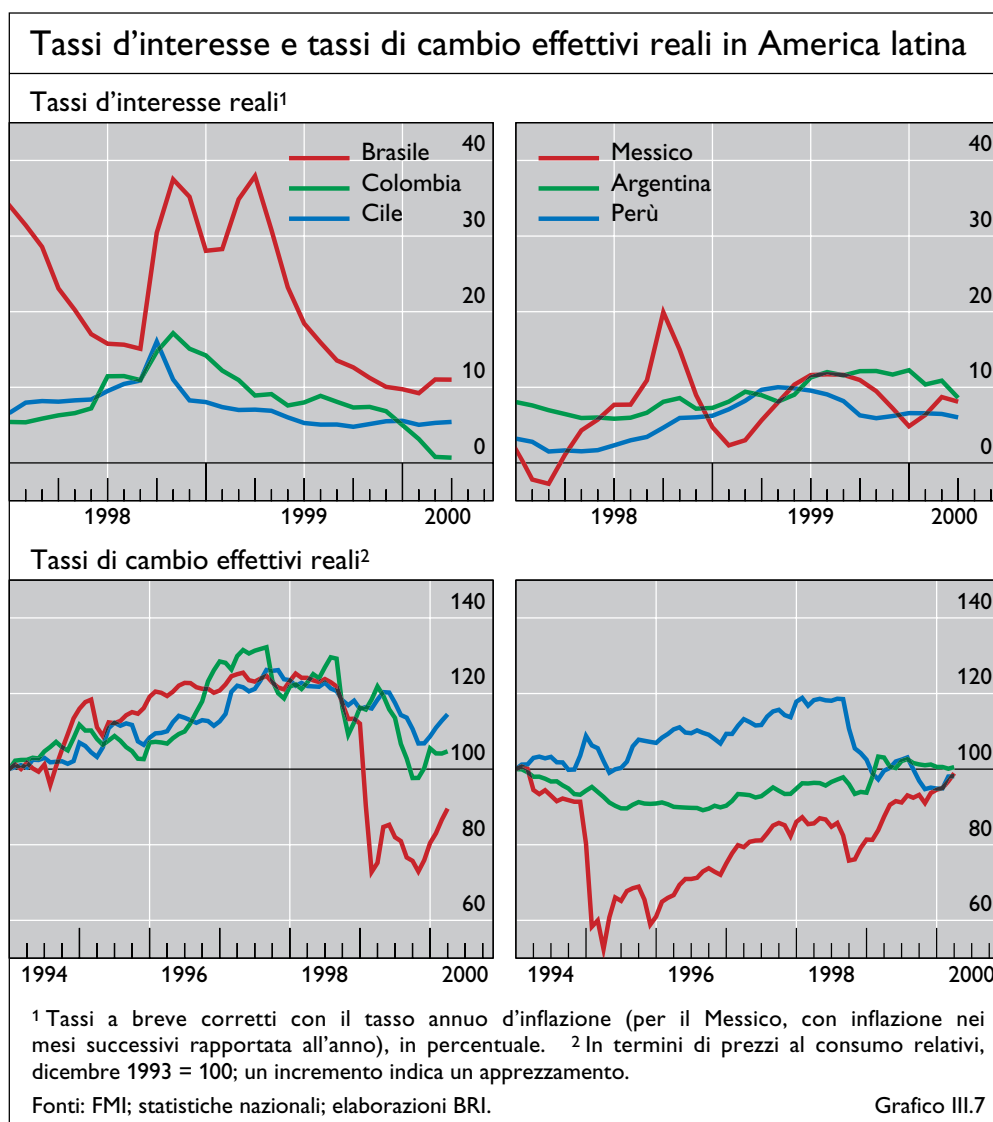 Tassi d'interesse e tassi di cambio effettivi reali in America latina
Tassi d'interesse reali¹
Brasile
Colombia
Cile
40
30
20
10
0
1998 1999 2000
Messico
Argentina
Perù
40
30
20
10
0
1998 1999 2000
Tassi di cambio effettivi reali²
140
120
100
80
60
1994 1996 1998 2000
140
120
100
80
60
1994 1996 1998 2000
¹ Tassi a breve corretti con il tasso annuo d'inflazione (per il Messico, con inflazione nei
mesi successivi rapportata all'anno), in percentuale. ² In termini di prezzi al consumo relativi,
dicembre 1993 = 100; un incremento indica un apprezzamento.
Fonti: FMI; statistiche nazionali; elaborazioni BRI. Grafico III.7